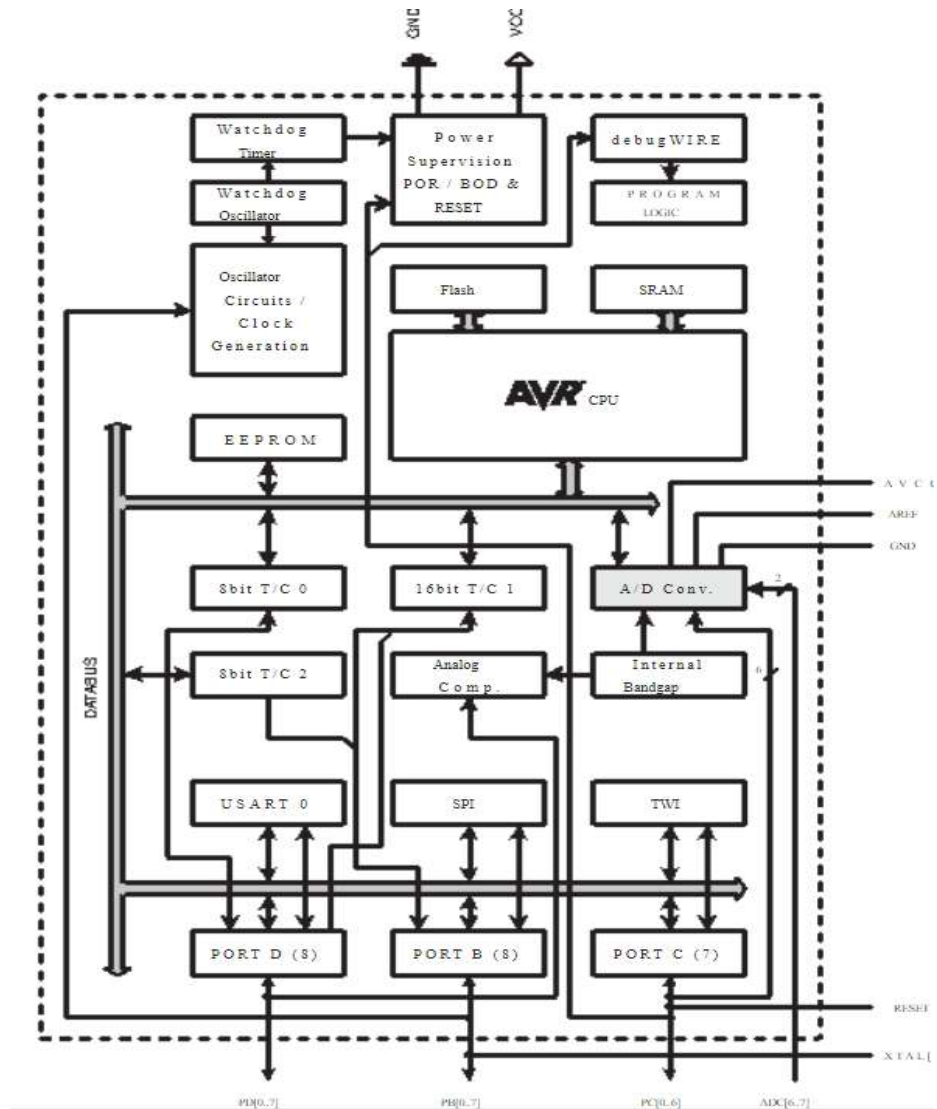 GND
VCC
Watchdog
Timer
Power
Supervision
POR / BOD &
RESET
debugWIRE
Watchdog
Oscillator
PROGRAM
LOGIC
Oscillator
Circuits /
Clock
Generation
Flash
SRAM
AVR CPU
EEPROM
AVCC
AREF
GND
8bit T/C 0
16bit T/C 1
A/D Conv.
2
DATABUS
8bit T/C 2
Analog
Comp.
Internal
Bandgap
6
USART 0
SPI
TWI
PORT D (8)
PORT B (8)
PORT C (7)
RESET
XTAL[
PD[0..7]
PB[0..7]
PC[0..6]
ADC[6..7]